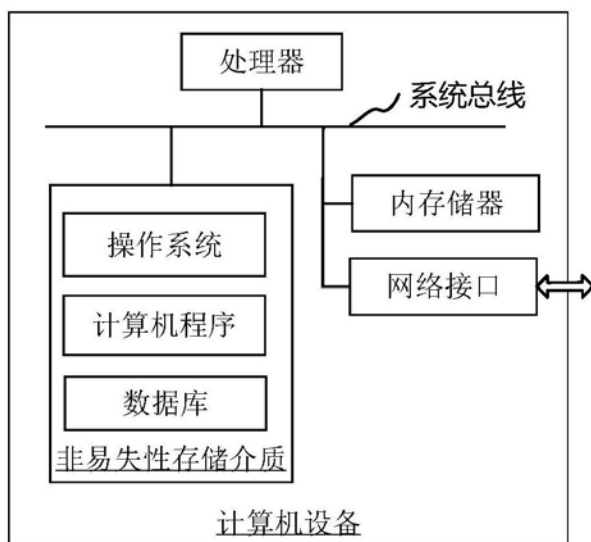 处理器
系统总线
内存储器
操作系统
网络接口
计算机程序
数据库
非易失性存储介质
计算机设备